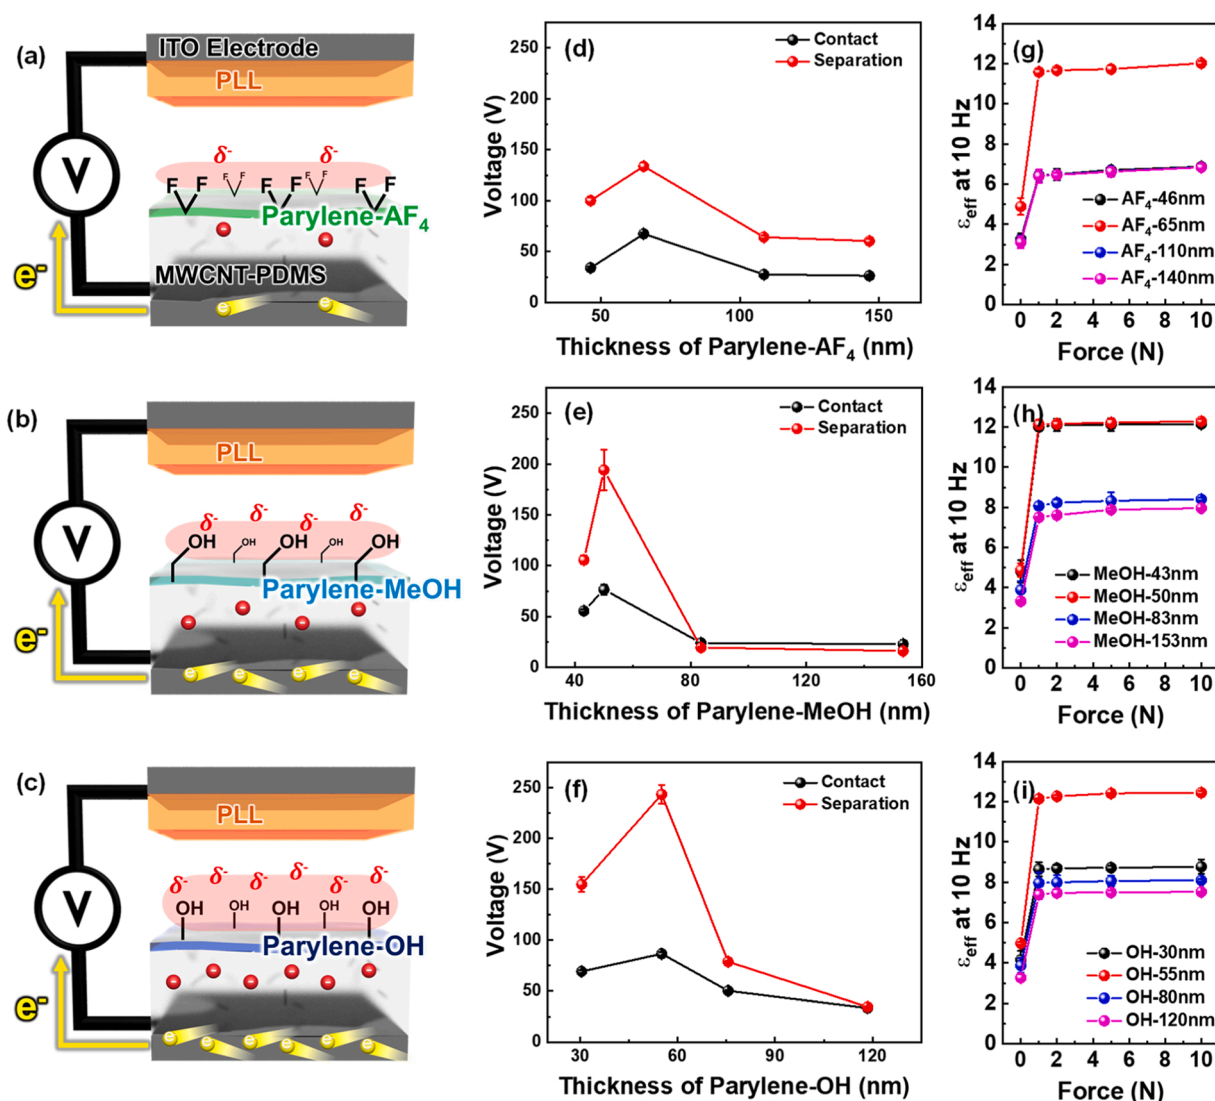 (a)
ITO Electrode
PLL
δ- δ-
F F F F F F F F F F
V
Parylene-AF4
e-
MWCNT-PDMS
e e
(d)
Contact
Separation
250
200
150
100
50
0
Voltage (V)
50 100 150
Thickness of Parylene-AF4 (nm)
(g)
14
12
10
8
6
4
2
εeff at 10 Hz
AF4-46nm
AF4-65nm
AF4-110nm
AF4-140nm
0 2 4 6 8 10
Force (N)
(b)
PLL
δ- δ- δ- δ-
OH OH OH OH OH
V
Parylene-MeOH
e-
e e e e
(e)
Contact
Separation
250
200
150
100
50
0
Voltage (V)
40 80 120 160
Thickness of Parylene-MeOH (nm)
(h)
14
12
10
8
6
4
2
εeff at 10 Hz
MeOH-43nm
MeOH-50nm
MeOH-83nm
MeOH-153nm
0 2 4 6 8 10
Force (N)
(c)
PLL
δ- δ- δ- δ- δ-
OH OH OH OH OH
V
Parylene-OH
e-
e e e e e e
(f)
Contact
Separation
250
200
150
100
50
0
Voltage (V)
30 60 90 120
Thickness of Parylene-OH (nm)
(i)
14
12
10
8
6
4
2
0
εeff at 10 Hz
OH-30nm
OH-55nm
OH-80nm
OH-120nm
0 2 4 6 8 10
Force (N)